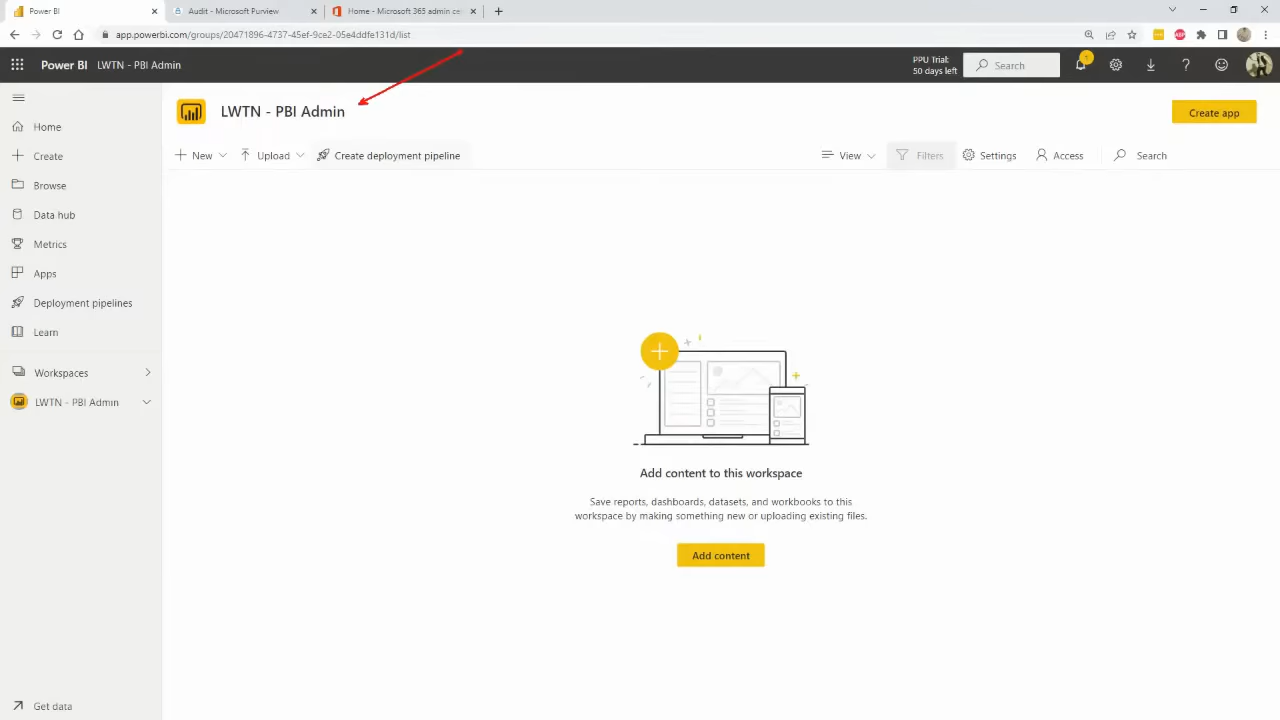 Power BI
Audit - Microsoft Purview
Home - Microsoft 365 admin ce
app.powerbi.com/groups/20471896-4737-45ef-9ce2-05e4ddfe131d/list
Power BI LWTN - PBI Admin
PPU Trial:
50 days left
Search
LWTN - PBI Admin
Create app
New
Upload
Create deployment pipeline
View
Filters
Settings
Access
Search
Home
Create
Browse
Data hub
Metrics
Apps
Deployment pipelines
Learn
Workspaces
LWTN - PBI Admin
Get data
Add content to this workspace
Save reports, dashboards, datasets, and workbooks to this
workspace by making something new or uploading existing files.
Add content